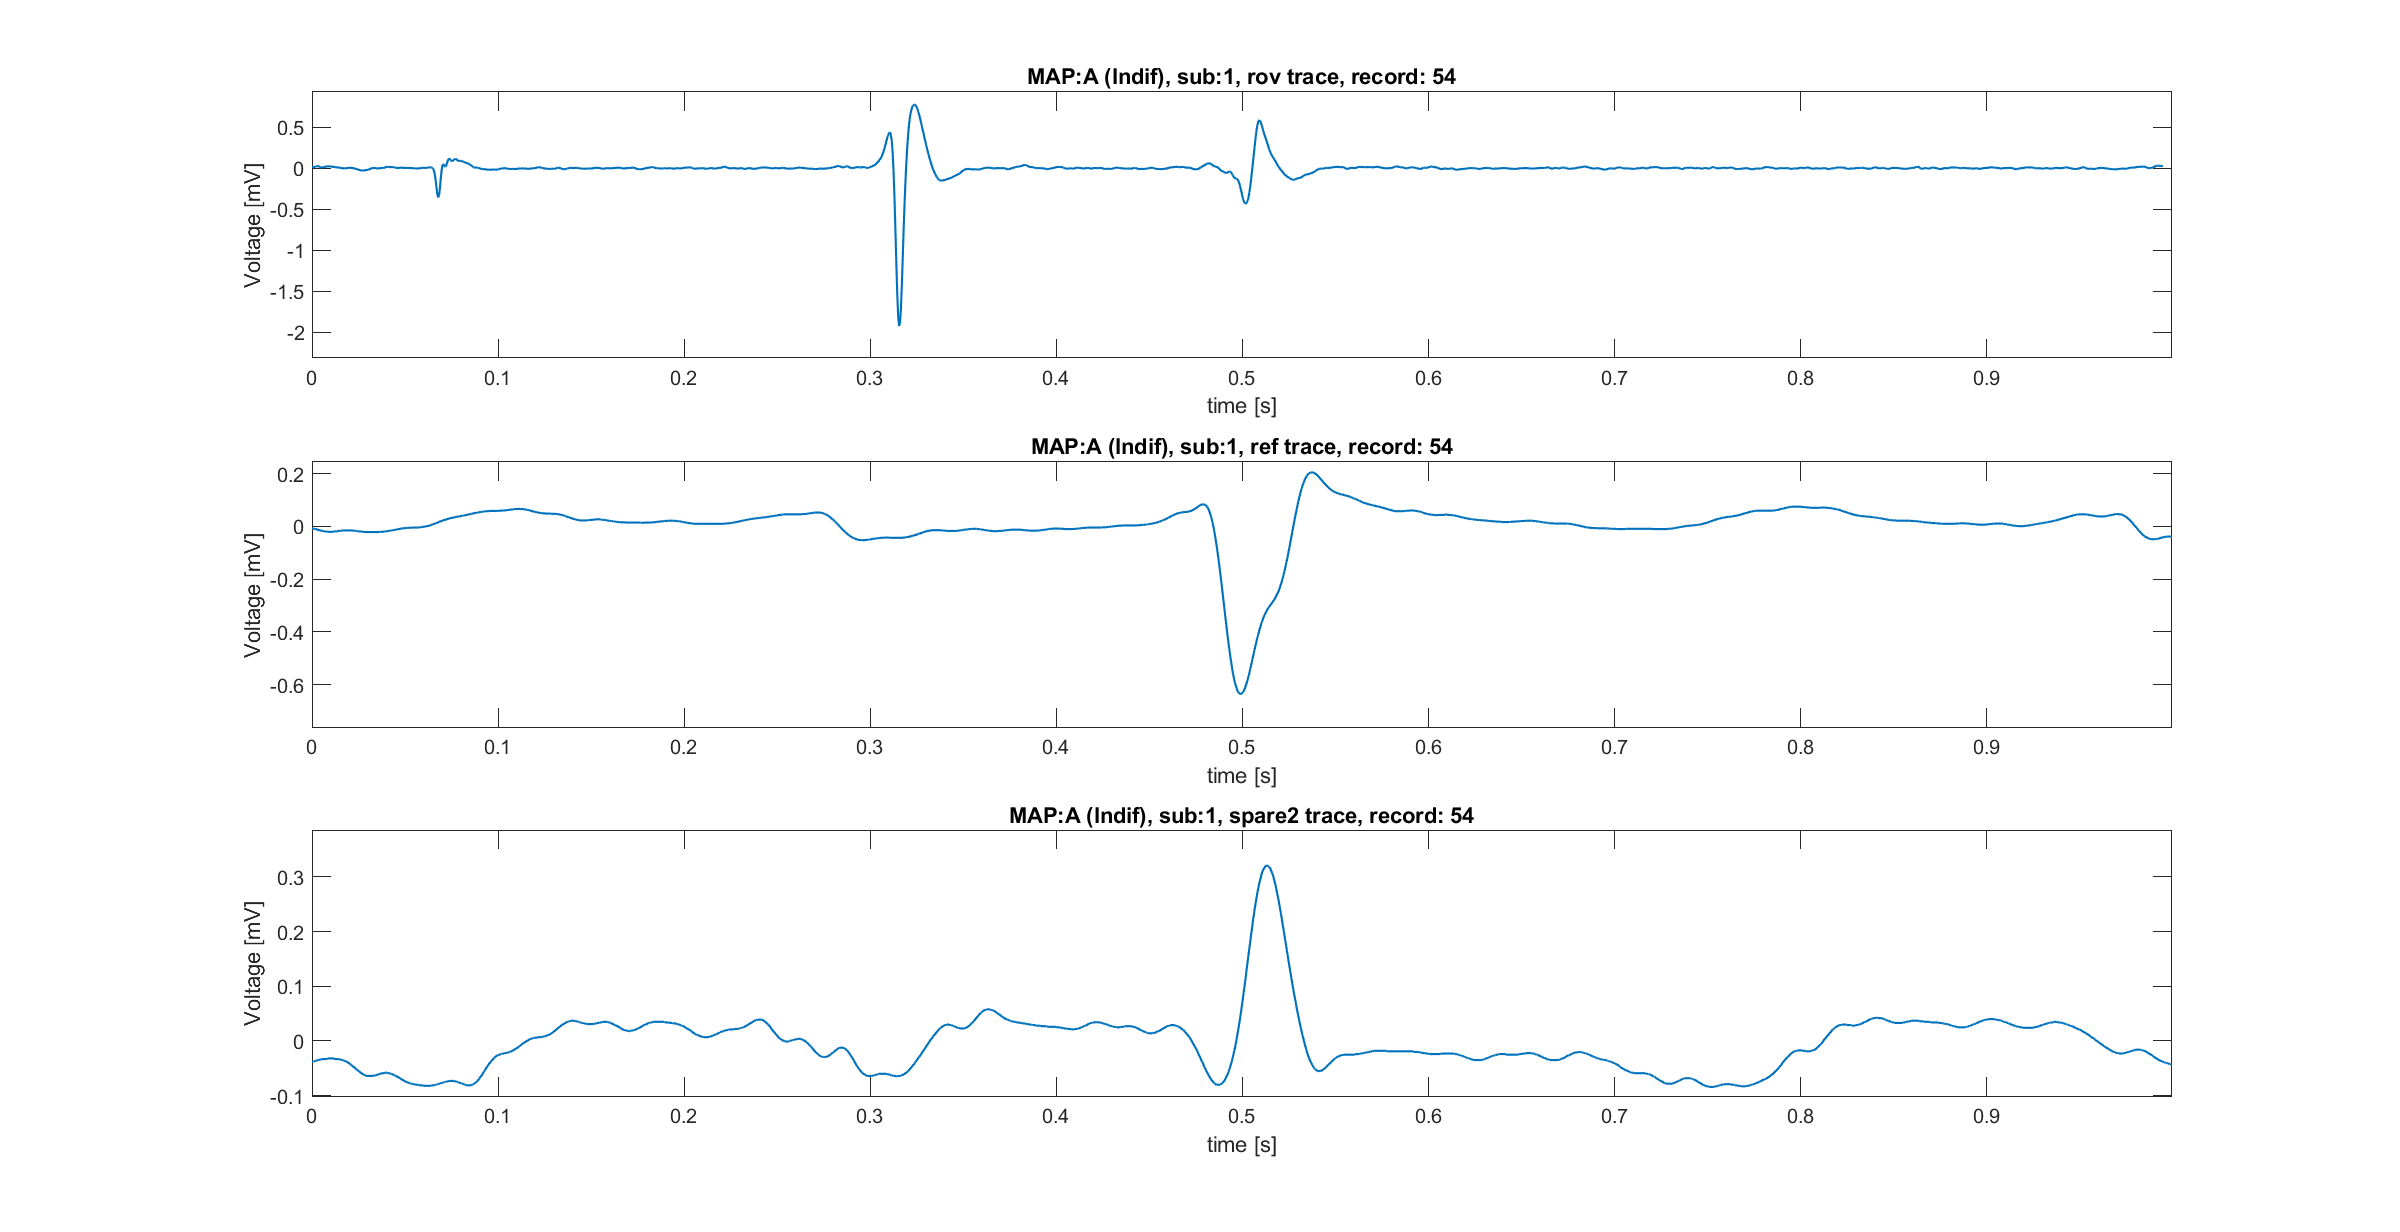 MAP:A (Indif), sub:1, rov trace, record: 54
Voltage [mV]
0.5
0
-0.5
-1
-1.5
-2
0 0.1 0.2 0.3 0.4 0.5 0.6 0.7 0.8 0.9
time [s]
MAP:A (Indif), sub:1, ref trace, record: 54
Voltage [mV]
0.2
0
-0.2
-0.4
-0.6
0 0.1 0.2 0.3 0.4 0.5 0.6 0.7 0.8 0.9
time [s]
MAP:A (Indif), sub:1, spare2 trace, record: 54
Voltage [mV]
0.3
0.2
0.1
0
-0.1
0 0.1 0.2 0.3 0.4 0.5 0.6 0.7 0.8 0.9
time [s]